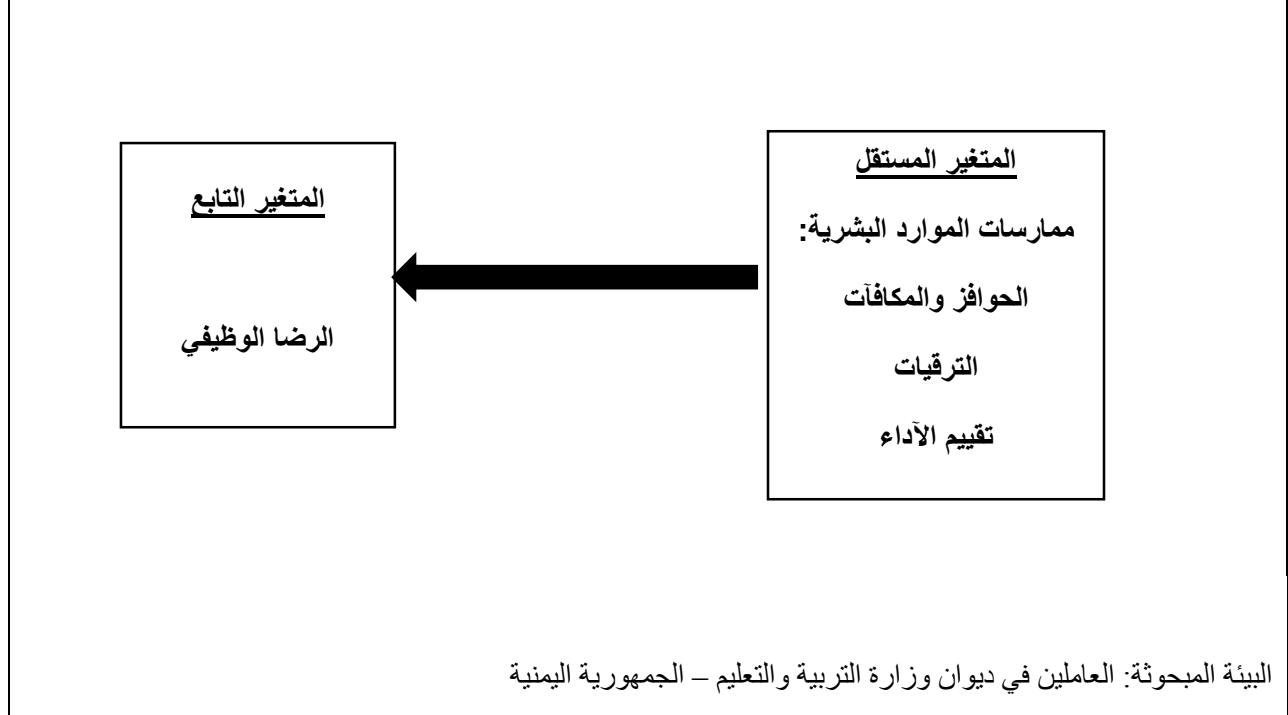 المتغير المستقل
ممارسات الموارد البشرية:
الحوافز والمكافآت
الترقيات
تقييم الآداء
المتغير التابع
الرضا الوظيفي
البيئة المبحوثة: العاملين في ديوان وزارة التربية والتعليم – الجمهورية اليمنية